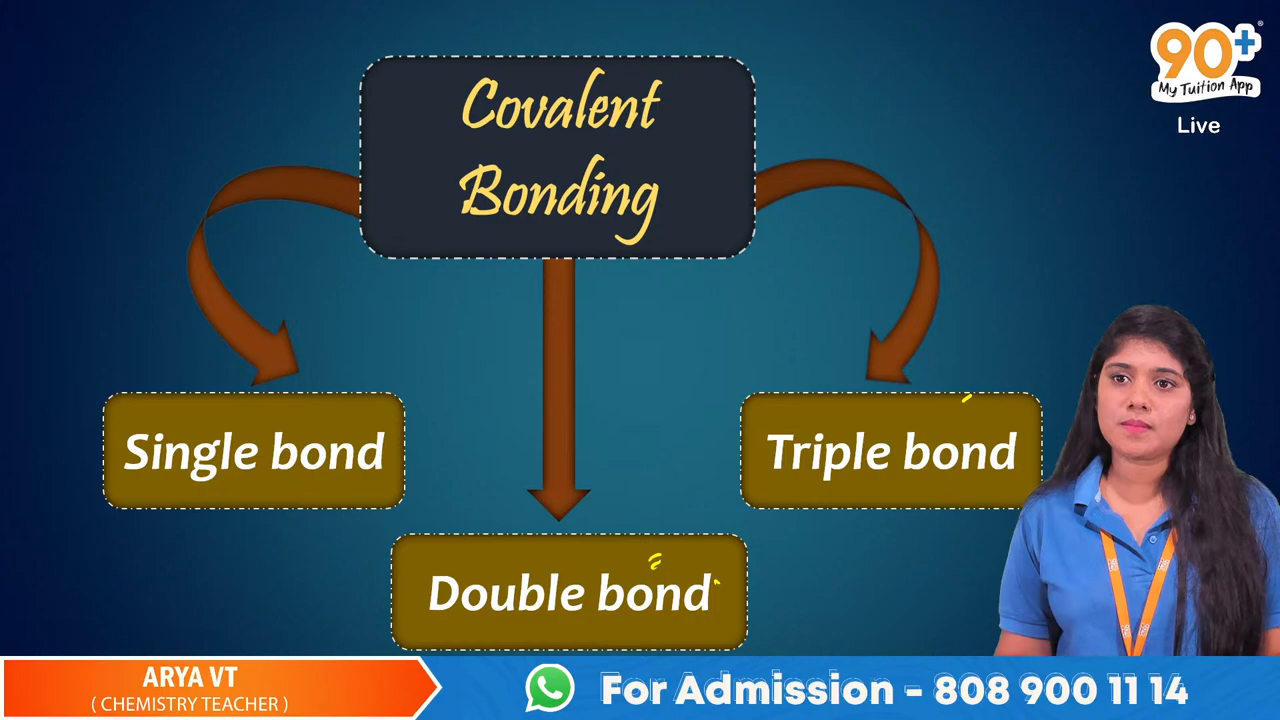 Covalent
Bonding
90+
My Tuition App
Live
Single bond
Triple bond
Double bond
ARYA VT
( CHEMISTRY TEACHER )
For Admission - 808 900 11 14